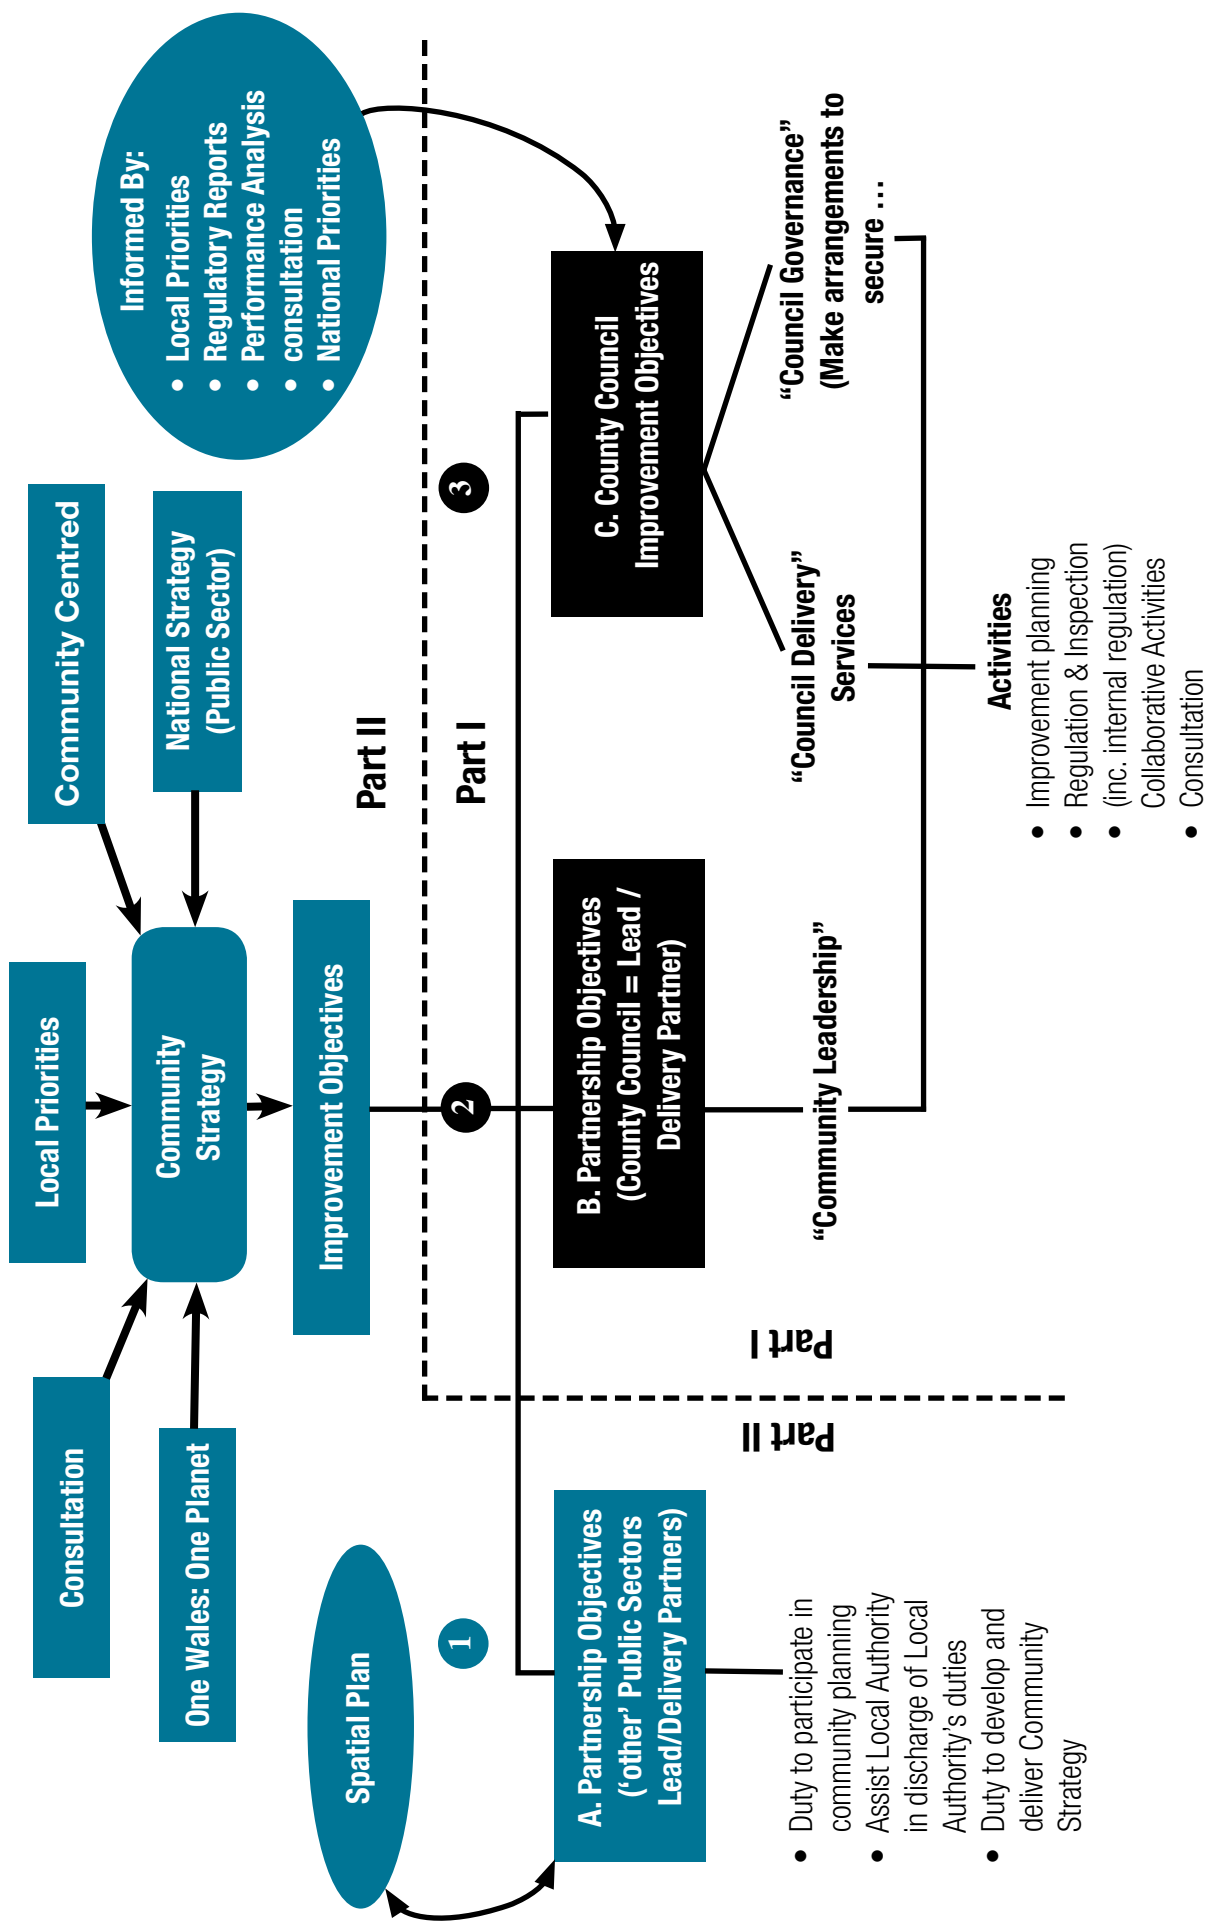 Consultation
Local Priorities
Community Centred
One Wales: One Planet
Community
Strategy
National Strategy
(Public Sector)
Informed By:
• Local Priorities
• Regulatory Reports
• Performance Analysis
• consultation
• National Priorities
Spatial Plan
Improvement Objectives
Part II
Part I
1
2
3
A. Partnership Objectives
(‘other’ Public Sectors
Lead/Delivery Partners)
B. Partnership Objectives
(County Council = Lead /
Delivery Partner)
C. County Council
Improvement Objectives
Part II
Part I
• Duty to participate in
community planning
• Assist Local Authority
in discharge of Local
Authority’s duties
• Duty to develop and
deliver Community
Strategy
“Community Leadership”
“Council Delivery”
Services
“Council Governance”
(Make arrangements to
secure …
Activities
• Improvement planning
• Regulation & Inspection
• (inc. internal regulation)
Collaborative Activities
• Consultation